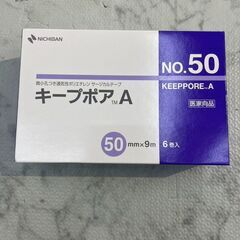 NICHIBAN
NO.50
KEEPPORE™A
医家向品
微小孔つき通気性ポリエチレン サージカルテープ
キープポア™A
50mm×9m 6巻入